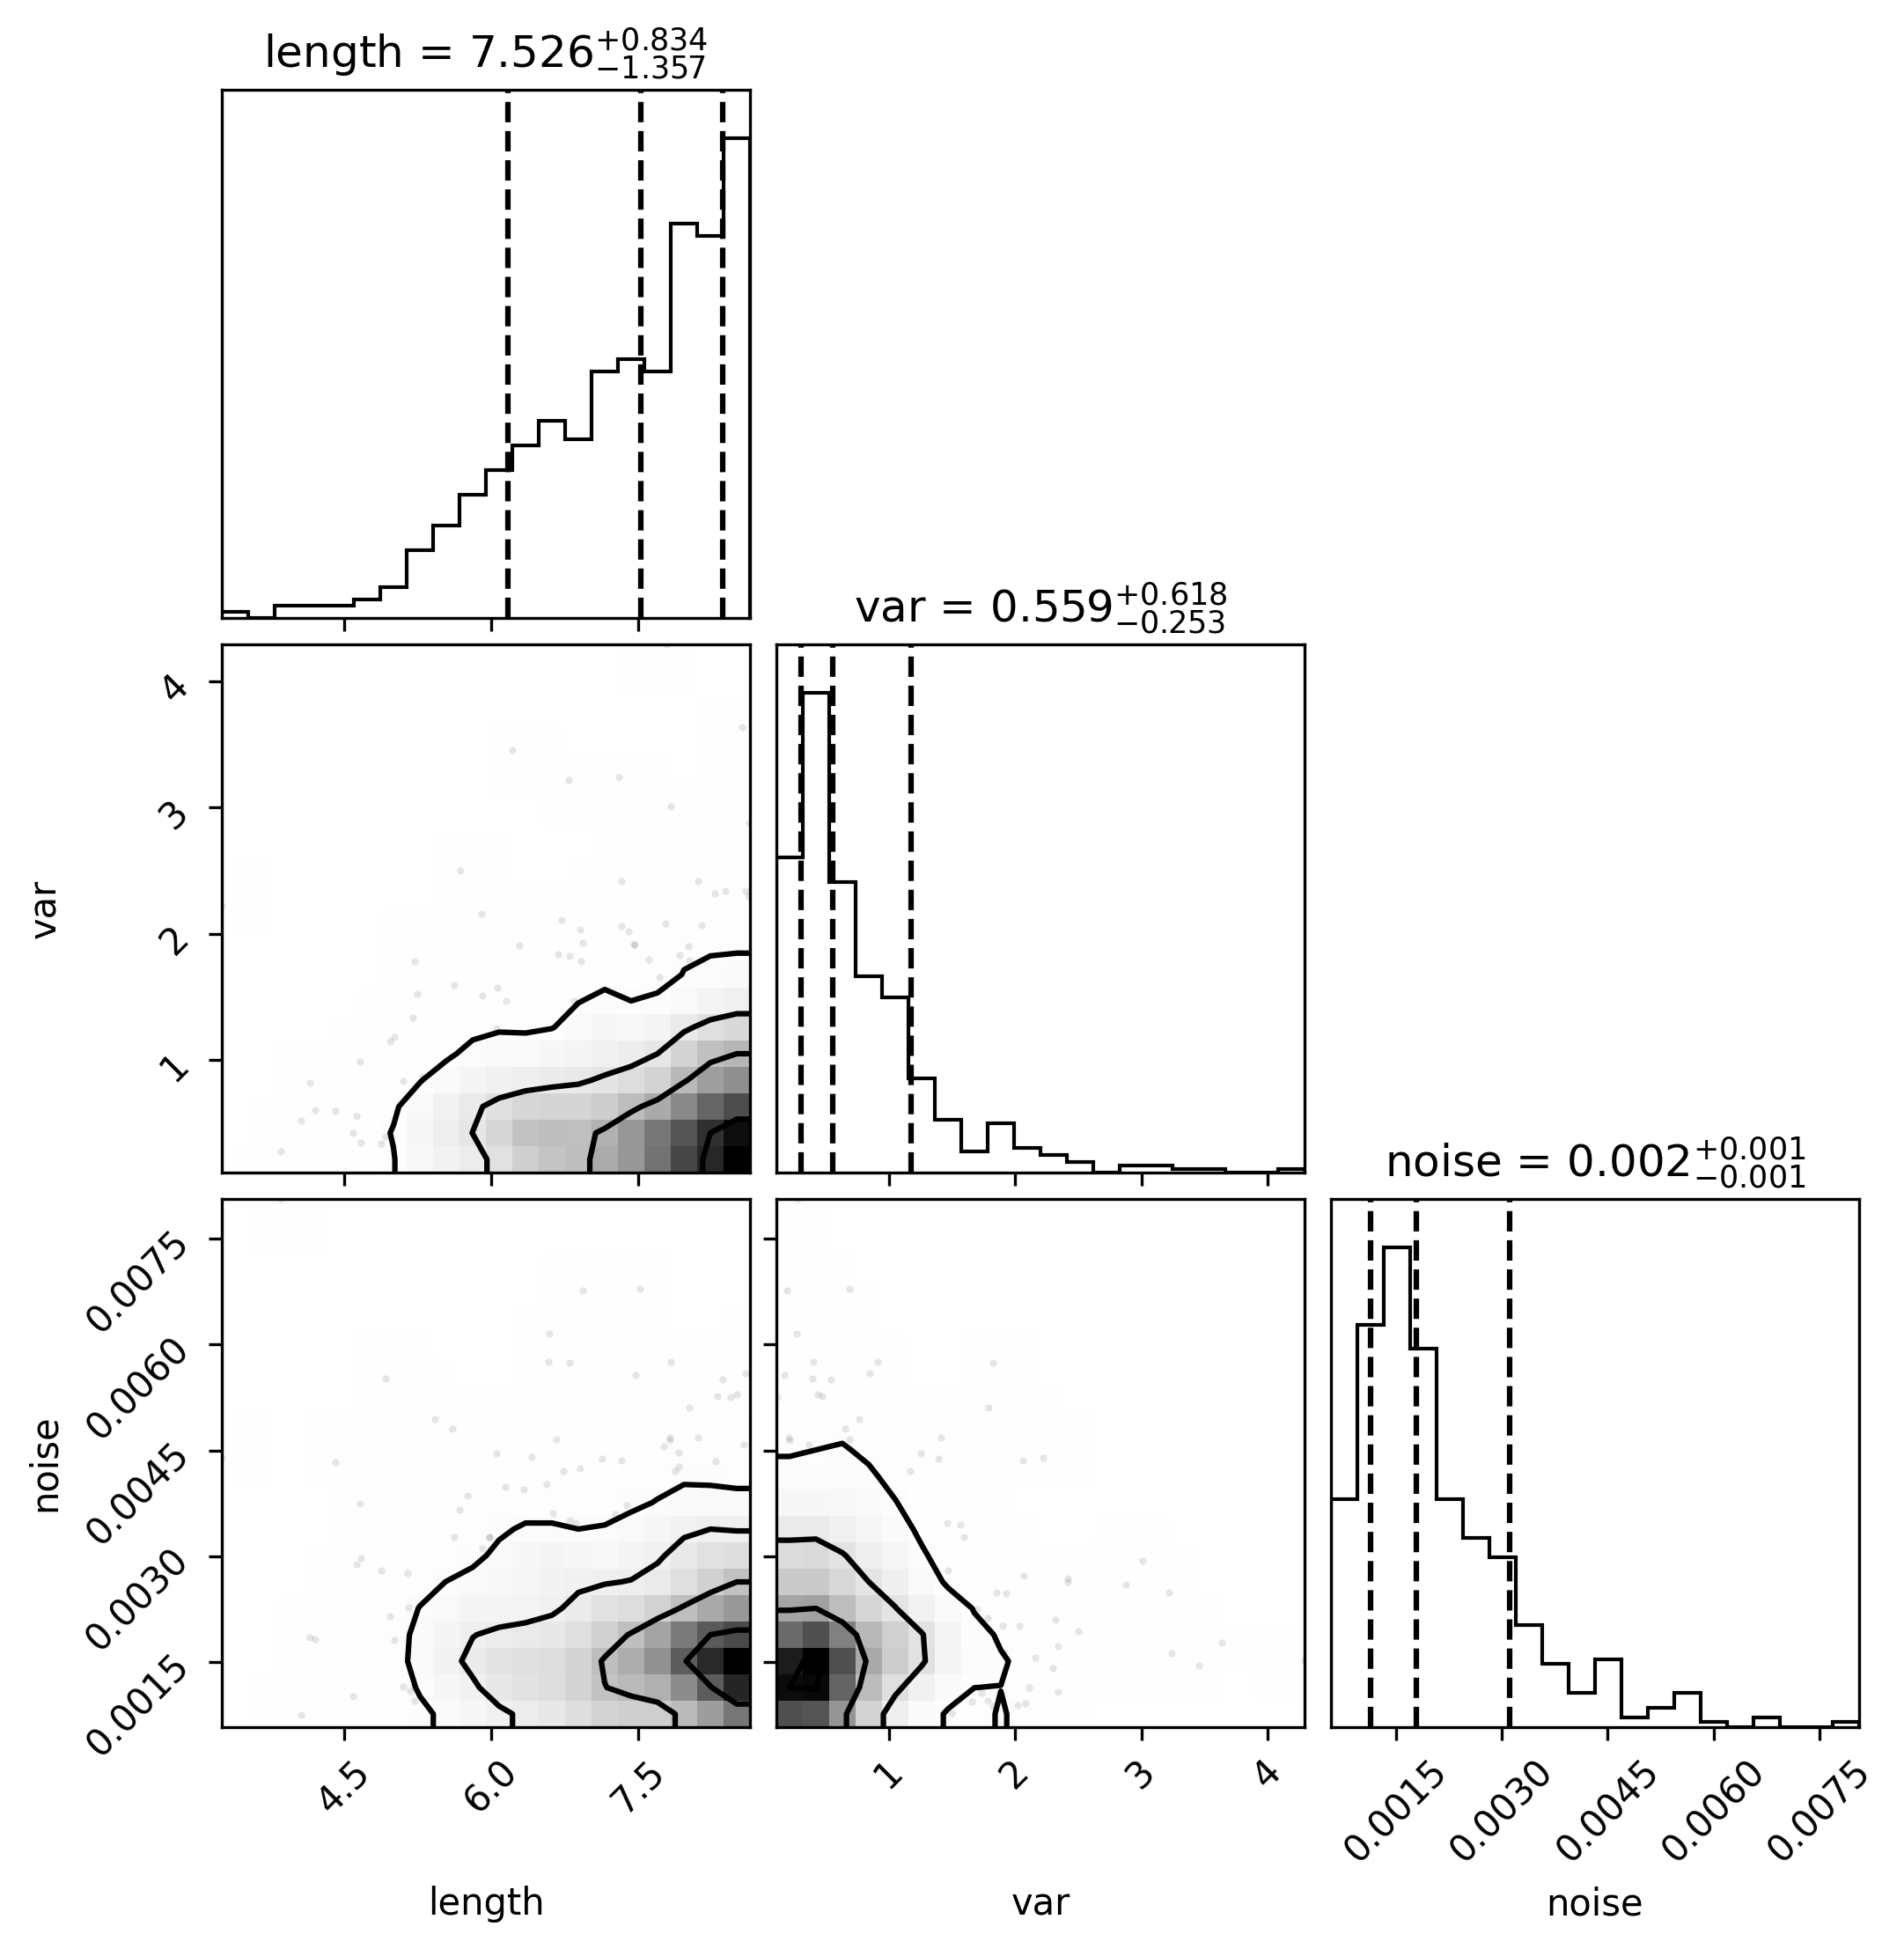 length = 7.526+0.834 −1.357
var = 0.559+0.618 −0.253
4
3
2
1
var
noise = 0.002+0.001 −0.001
0.0075
0.0060
0.0045
0.0030
0.0015
noise
4.5 6.0 7.5 1 2 3 4 0.0015 0.0030 0.0045 0.0060 0.0075
length var noise